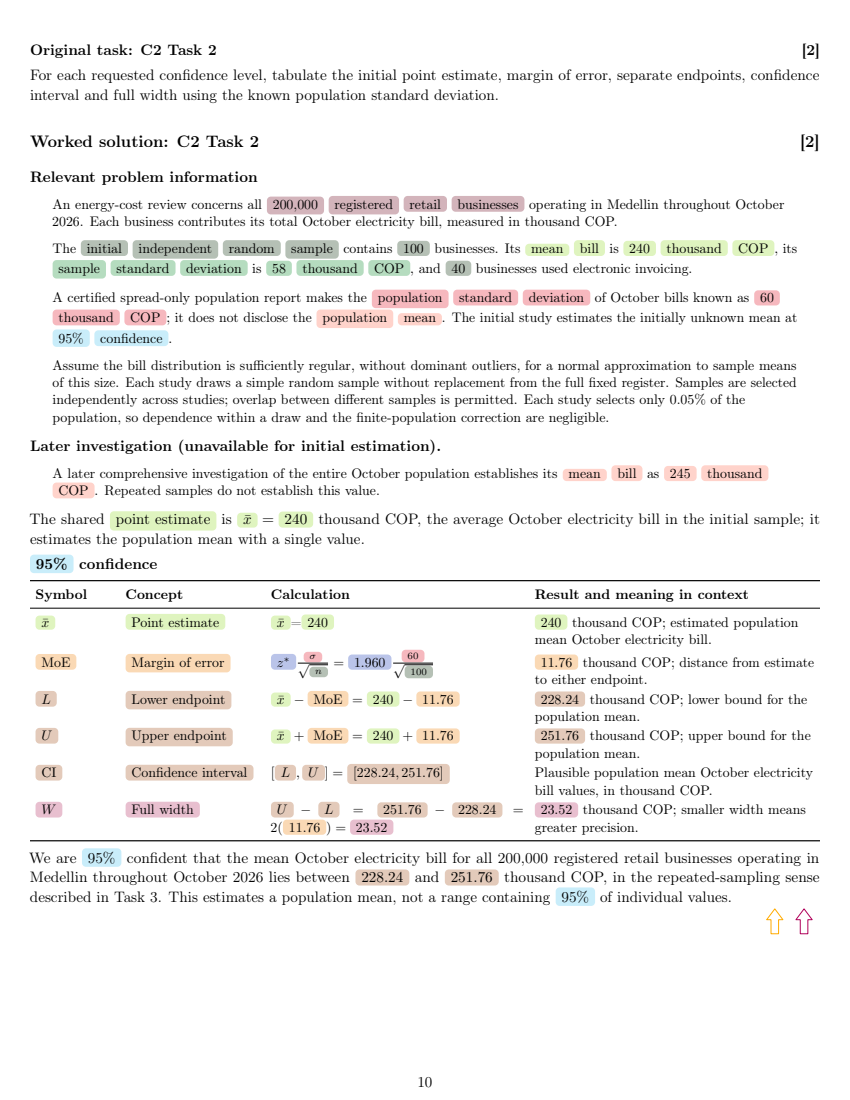 Original task: C2 Task 2 [2]
For each requested confidence level, tabulate the initial point estimate, margin of error, separate endpoints, confidence
interval and full width using the known population standard deviation.
Worked solution: C2 Task 2 [2]
Relevant problem information
An energy-cost review concerns all 200,000 registered retail businesses operating in Medellin throughout October
2026. Each business contributes its total October electricity bill, measured in thousand COP.
The initial independent random sample contains 100 businesses. Its mean bill is 240 thousand COP, its
sample standard deviation is 58 thousand COP, and 40 businesses used electronic invoicing.
A certified spread-only population report makes the population standard deviation of October bills known as 60
thousand COP; it does not disclose the population mean. The initial study estimates the initially unknown mean at
95% confidence.
Assume the bill distribution is sufficiently regular, without dominant outliers, for a normal approximation to sample means
of this size. Each study draws a simple random sample without replacement from the full fixed register. Samples are selected
independently across studies; overlap between different samples is permitted. Each study selects only 0.05% of the
population, so dependence within a draw and the finite-population correction are negligible.
Later investigation (unavailable for initial estimation).
A later comprehensive investigation of the entire October population establishes its mean bill as 245 thousand
COP. Repeated samples do not establish this value.
The shared point estimate is x̄ = 240 thousand COP, the average October electricity bill in the initial sample; it
estimates the population mean with a single value.
95% confidence
Symbol Concept Calculation Result and meaning in context
x̄ Point estimate x̄ = 240 240 thousand COP; estimated population
mean October electricity bill.
MoE Margin of error z* σ/√n = 1.960 60/√100 11.76 thousand COP; distance from estimate
to either endpoint.
L Lower endpoint x̄ − MoE = 240 − 11.76 228.24 thousand COP; lower bound for the
population mean.
U Upper endpoint x̄ + MoE = 240 + 11.76 251.76 thousand COP; upper bound for the
population mean.
CI Confidence interval [L, U] = [228.24, 251.76] Plausible population mean October electricity
bill values, in thousand COP.
W Full width U − L = 251.76 − 228.24 = 23.52 thousand COP; smaller width means
2(11.76) = 23.52 greater precision.
We are 95% confident that the mean October electricity bill for all 200,000 registered retail businesses operating in
Medellin throughout October 2026 lies between 228.24 and 251.76 thousand COP, in the repeated-sampling sense
described in Task 3. This estimates a population mean, not a range containing 95% of individual values.
10